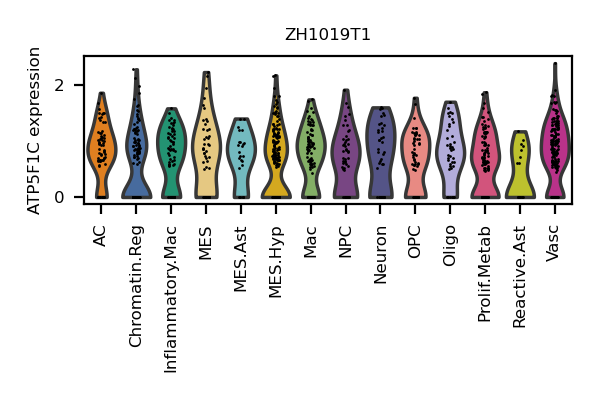 ZH1019T1
ATP5F1C expression
2
0
AC
Chromatin.Reg
Inflammatory.Mac
MES
MES.Ast
MES.Hyp
Mac
NPC
Neuron
OPC
Oligo
Prolif.Metab
Reactive.Ast
Vasc